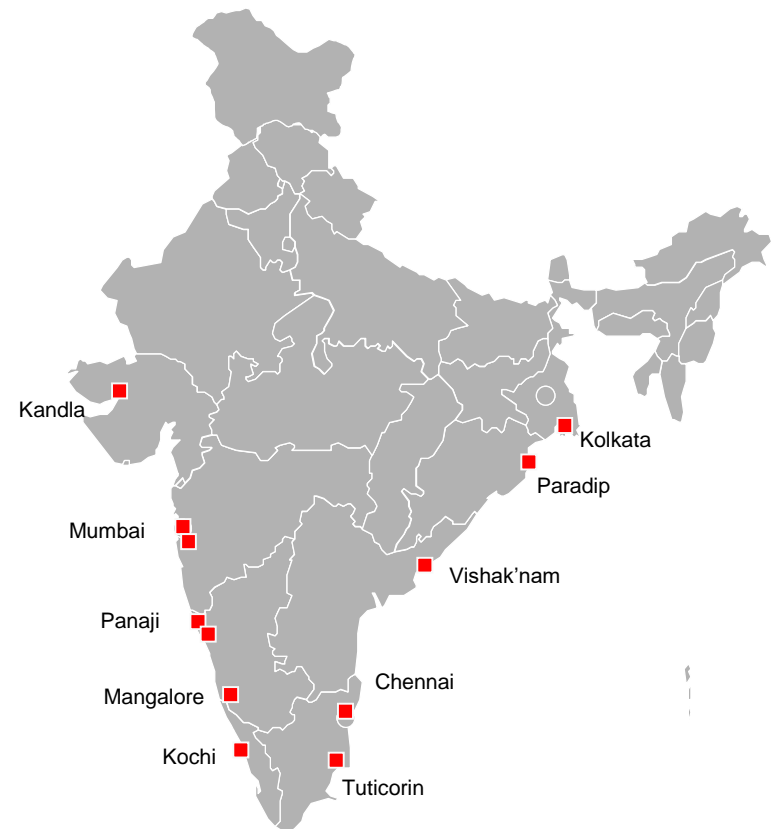 Kandla
Kolkata
Paradip
Mumbai
Vishak'nam
Panaji
Chennai
Mangalore
Kochi
Tuticorin